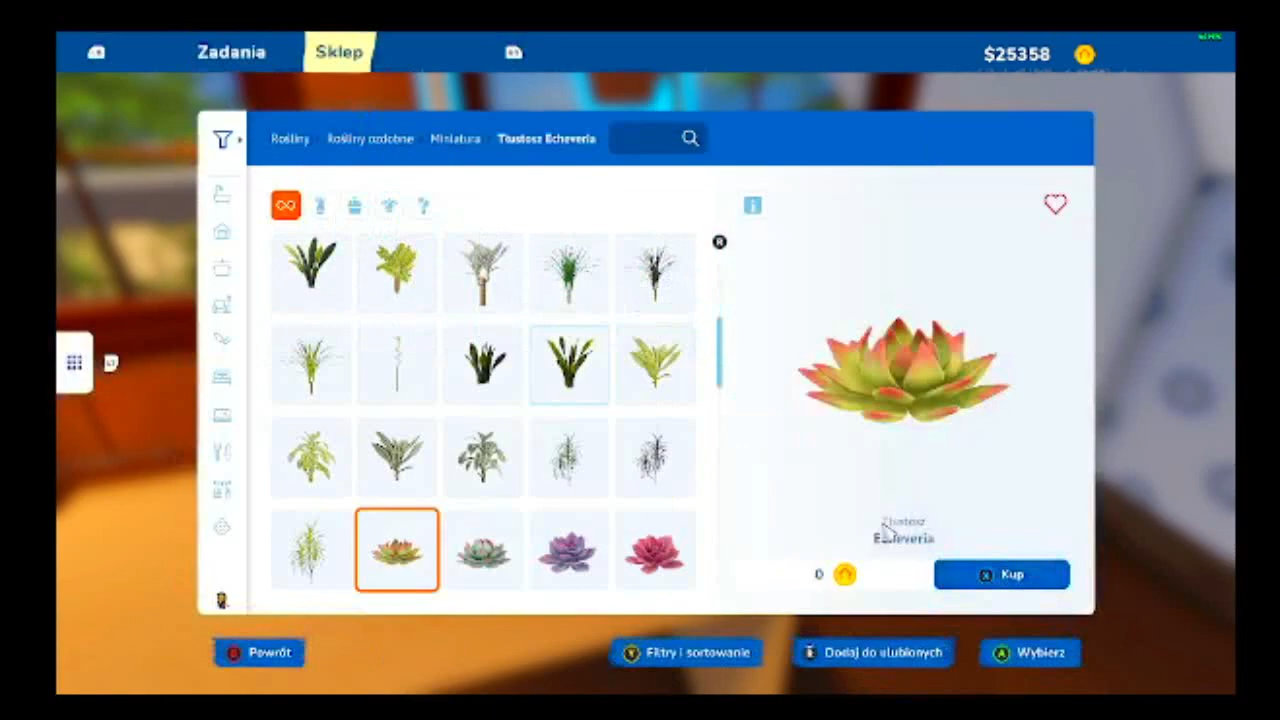 Zadania
Sklep
$25358
Rośliny
Rośliny ozdobne
Miniatura
Tłustosz Echeveria
Tłustosz
Echeveria
0
Kup
Powrót
Filtry i sortowanie
Dodaj do ulubionych
Wybierz